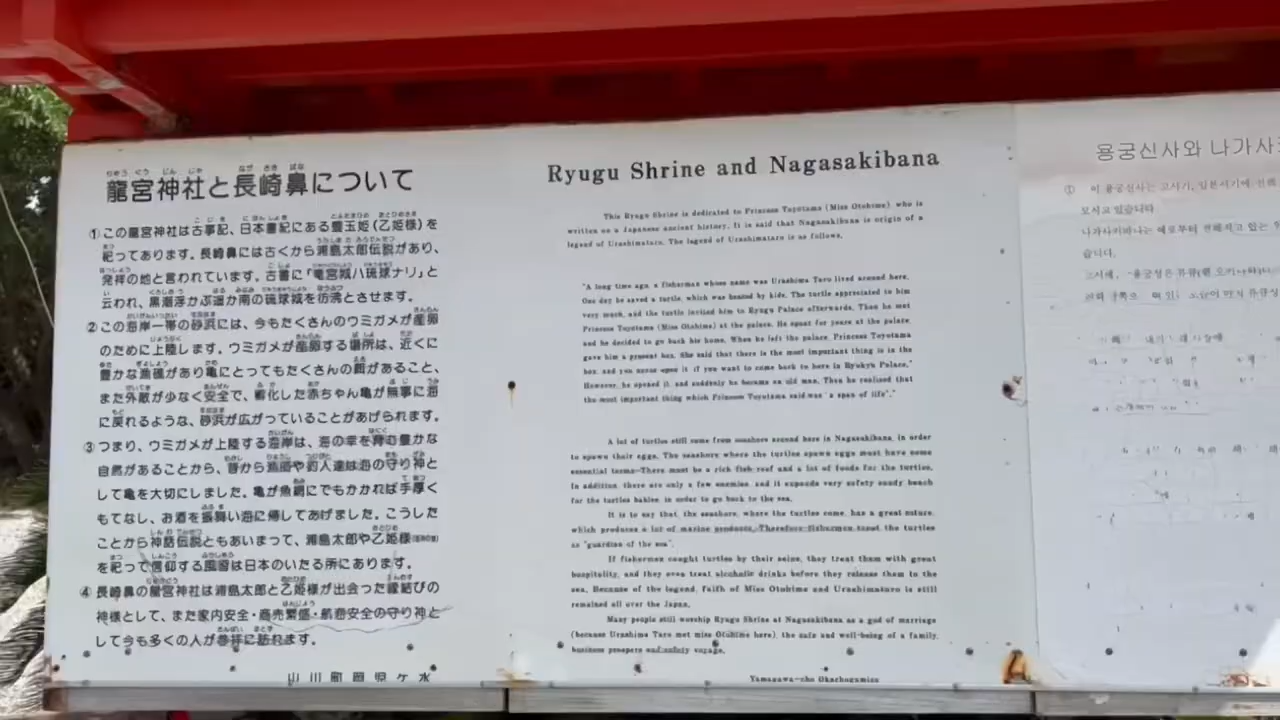 龍宮神社と長崎鼻について
①この龍宮神社は古事記、日本書紀にある豊玉姫(乙姫様)を
祀ってあります。長崎鼻には古くから浦島太郎伝説があり、
発祥の地と言われています。古書に「竜宮城ハ琉球ナリ」と
云われ、黒潮浮かぶ遥か南の琉球城を彷彿とさせます。
②この海岸一帯の砂浜には、今もたくさんのウミガメが産卵
のために上陸します。ウミガメが産卵する場所は、近くに
豊かな漁礁があり亀にとってもたくさんの餌があること、
また外敵が少なく安全で、孵化した赤ちゃん亀が無事に海
に戻れるような、砂浜が広がっていることがあげられます。
③つまり、ウミガメが上陸する海岸は、海の幸を育む豊かな
自然があることから、昔から漁師や釣人達は海の守り神と
して亀を大切にしました。亀が魚網にでもかかれば手厚く
もてなし、お酒を振舞い海に帰してあげました。こうした
ことから神話伝説ともあいまって、浦島太郎や乙姫様
を祀って信仰する風習は日本のいたる所にあります。
④長崎鼻の龍宮神社は浦島太郎と乙姫様が出会った縁結びの
神様として、また家内安全・商売繁盛・航海安全の守り神と
して今も多くの人が参拝に訪れます。
山川町岡児ケ水
Ryugu Shrine and Nagasakibana
This Ryugu Shrine is dedicated to Princess Toyotama (Miss Otohime) who is
written on a Japanese ancient history. It is said that Nagasakibana is origin of a
legend of Urashimataro. The legend of Urashimataro is as follows.
"A long time ago, a fisherman whose name was Urashima Taro lived around here.
One day he saved a turtle, which was hunted by kids. The turtle appreciated to him
very much, and the turtle invited him to Ryugu Palace afterwards. Then he met
Princess Toyotama (Miss Otohime) at the palace. He spent for years at the palace,
and he decided to go back his home. When he left the palace, Princess Toyotama
gave him a present box. She said that there is the most important thing is in the
box, and you never open it if you want to come back to here in Ryukyu Palace."
However, he opened it, and suddenly he became an old man. Then he realised that
the most important thing which Princess Toyotama said was "a span of life"."
A lot of turtles still come from seashore around here in Nagasakibana, in order
to spawn their eggs. The seashore where the turtles spawn eggs must have some
essential terms-There must be a rich fish-reef and a lot of foods for the turtles.
In addition, there are only a few enemies, and it expands very safety sandy beach
for the turtles babies in order to go back to the sea.
It is to say that, the seashore, where the turtles come, has a great nature,
which produces a lot of marine products. Therefore fishermen treat the turtles
as "guardian of the sea".
If fishermen caught turtles by their seine, they treat them with great
hospitality, and they even treat alcoholic drinks before they release them to the
sea. Because of the legend, faifh of Miss Otohime and Urashimataro is still
remained all over the Japan.
Many people still worship Ryugu Shrine at Nagasakibana as a god of marriage
(because Urashima Taro met miss Otohime here), the safe and well-being of a family,
business prospers and safety voyage.
Yamagawa-cho Okachogamizu
용궁신사와 나가사
① 이 용궁신사는 고사기, 일본서기에
모시고 있습니다.
습니다.